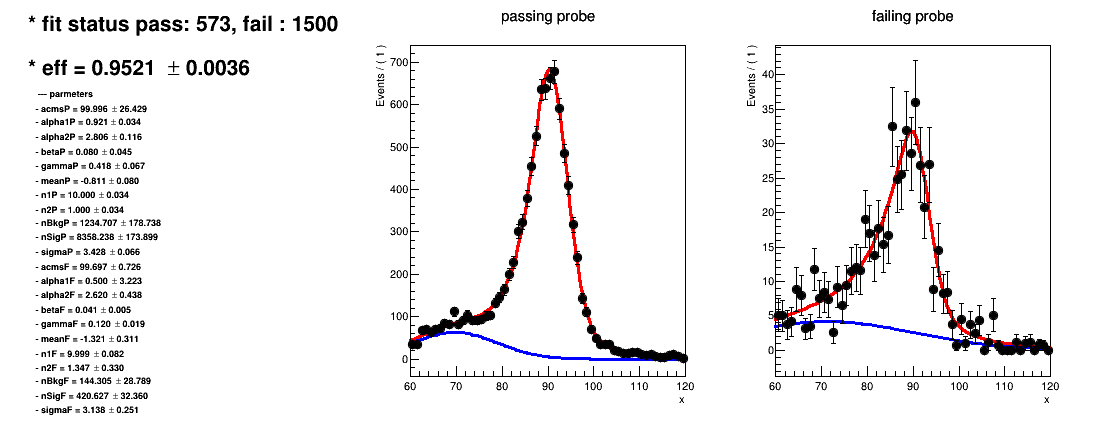 * fit status pass: 573, fail : 1500
* eff = 0.9521 ± 0.0036
--- parmeters
- acmsP = 99.996 ± 26.429
- alpha1P = 0.921 ± 0.034
- alpha2P = 2.806 ± 0.116
- betaP = 0.080 ± 0.045
- gammaP = 0.418 ± 0.067
- meanP = -0.811 ± 0.080
- n1P = 10.000 ± 0.034
- n2P = 1.000 ± 0.034
- nBkgP = 1234.707 ± 178.738
- nSigP = 8358.238 ± 173.899
- sigmaP = 3.428 ± 0.066
- acmsF = 99.697 ± 0.726
- alpha1F = 0.500 ± 3.223
- alpha2F = 2.620 ± 0.438
- betaF = 0.041 ± 0.005
- gammaF = 0.120 ± 0.019
- meanF = -1.321 ± 0.311
- n1F = 9.999 ± 0.082
- n2F = 1.347 ± 0.330
- nBkgF = 144.305 ± 28.789
- nSigF = 420.627 ± 32.360
- sigmaF = 3.138 ± 0.251
passing probe
Events / ( 1 )
700
600
500
400
300
200
100
0
60 70 80 90 100 110 120
x
failing probe
Events / ( 1 )
40
35
30
25
20
15
10
5
0
60 70 80 90 100 110 120
x